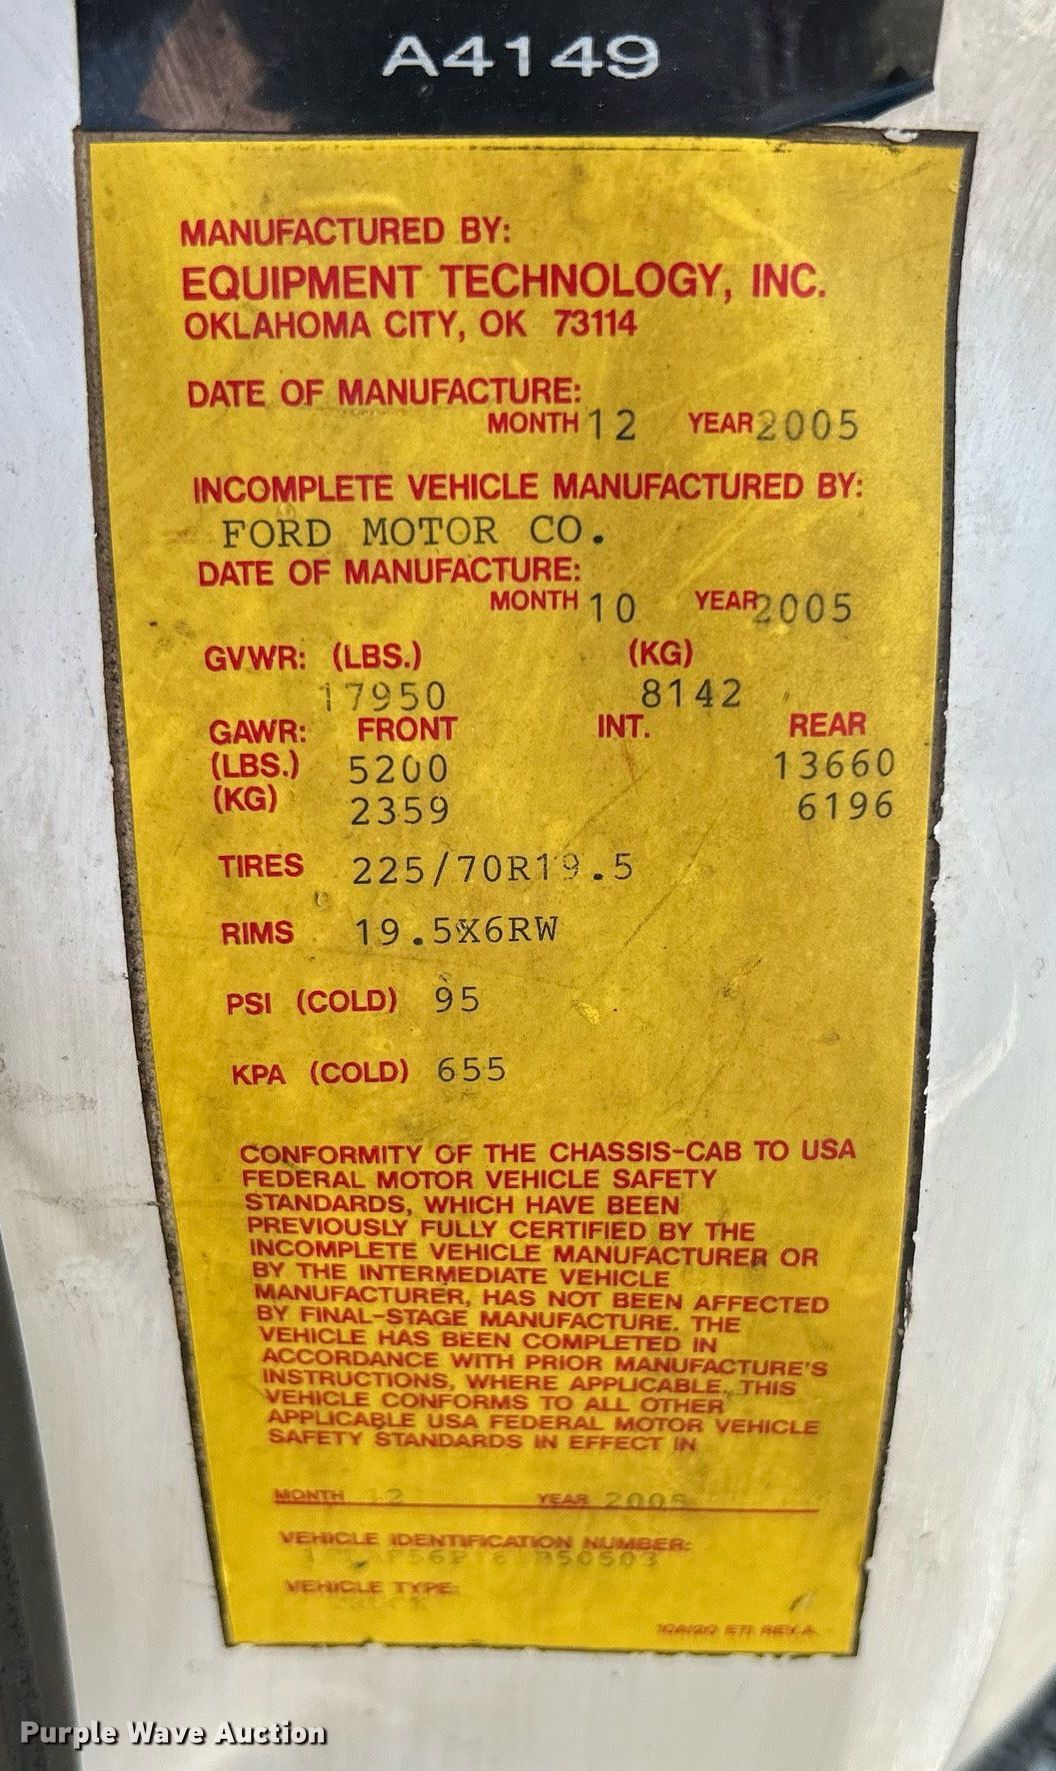 A4149
MANUFACTURED BY:
EQUIPMENT TECHNOLOGY, INC.
OKLAHOMA CITY, OK 73114
DATE OF MANUFACTURE:
MONTH 12 YEAR 2005
INCOMPLETE VEHICLE MANUFACTURED BY:
FORD MOTOR CO.
DATE OF MANUFACTURE:
MONTH 10 YEAR 2005
GVWR: (LBS.) (KG)
17950 8142
GAWR: FRONT INT. REAR
(LBS.) 5200 13660
(KG) 2359 6196
TIRES 225/70R19.5
RIMS 19.5X6RW
PSI (COLD) 95
KPA (COLD) 655
CONFORMITY OF THE CHASSIS-CAB TO USA
FEDERAL MOTOR VEHICLE SAFETY
STANDARDS, WHICH HAVE BEEN
PREVIOUSLY FULLY CERTIFIED BY THE
INCOMPLETE VEHICLE MANUFACTURER OR
BY THE INTERMEDIATE VEHICLE
MANUFACTURER, HAS NOT BEEN AFFECTED
BY FINAL-STAGE MANUFACTURE. THE
VEHICLE HAS BEEN COMPLETED IN
ACCORDANCE WITH PRIOR MANUFACTURE'S
INSTRUCTIONS, WHERE APPLICABLE. THIS
VEHICLE CONFORMS TO ALL OTHER
APPLICABLE USA FEDERAL MOTOR VEHICLE
SAFETY STANDARDS IN EFFECT IN
MONTH 12 YEAR 2005
VEHICLE IDENTIFICATION NUMBER:
VEHICLE TYPE:
Purple Wave Auction